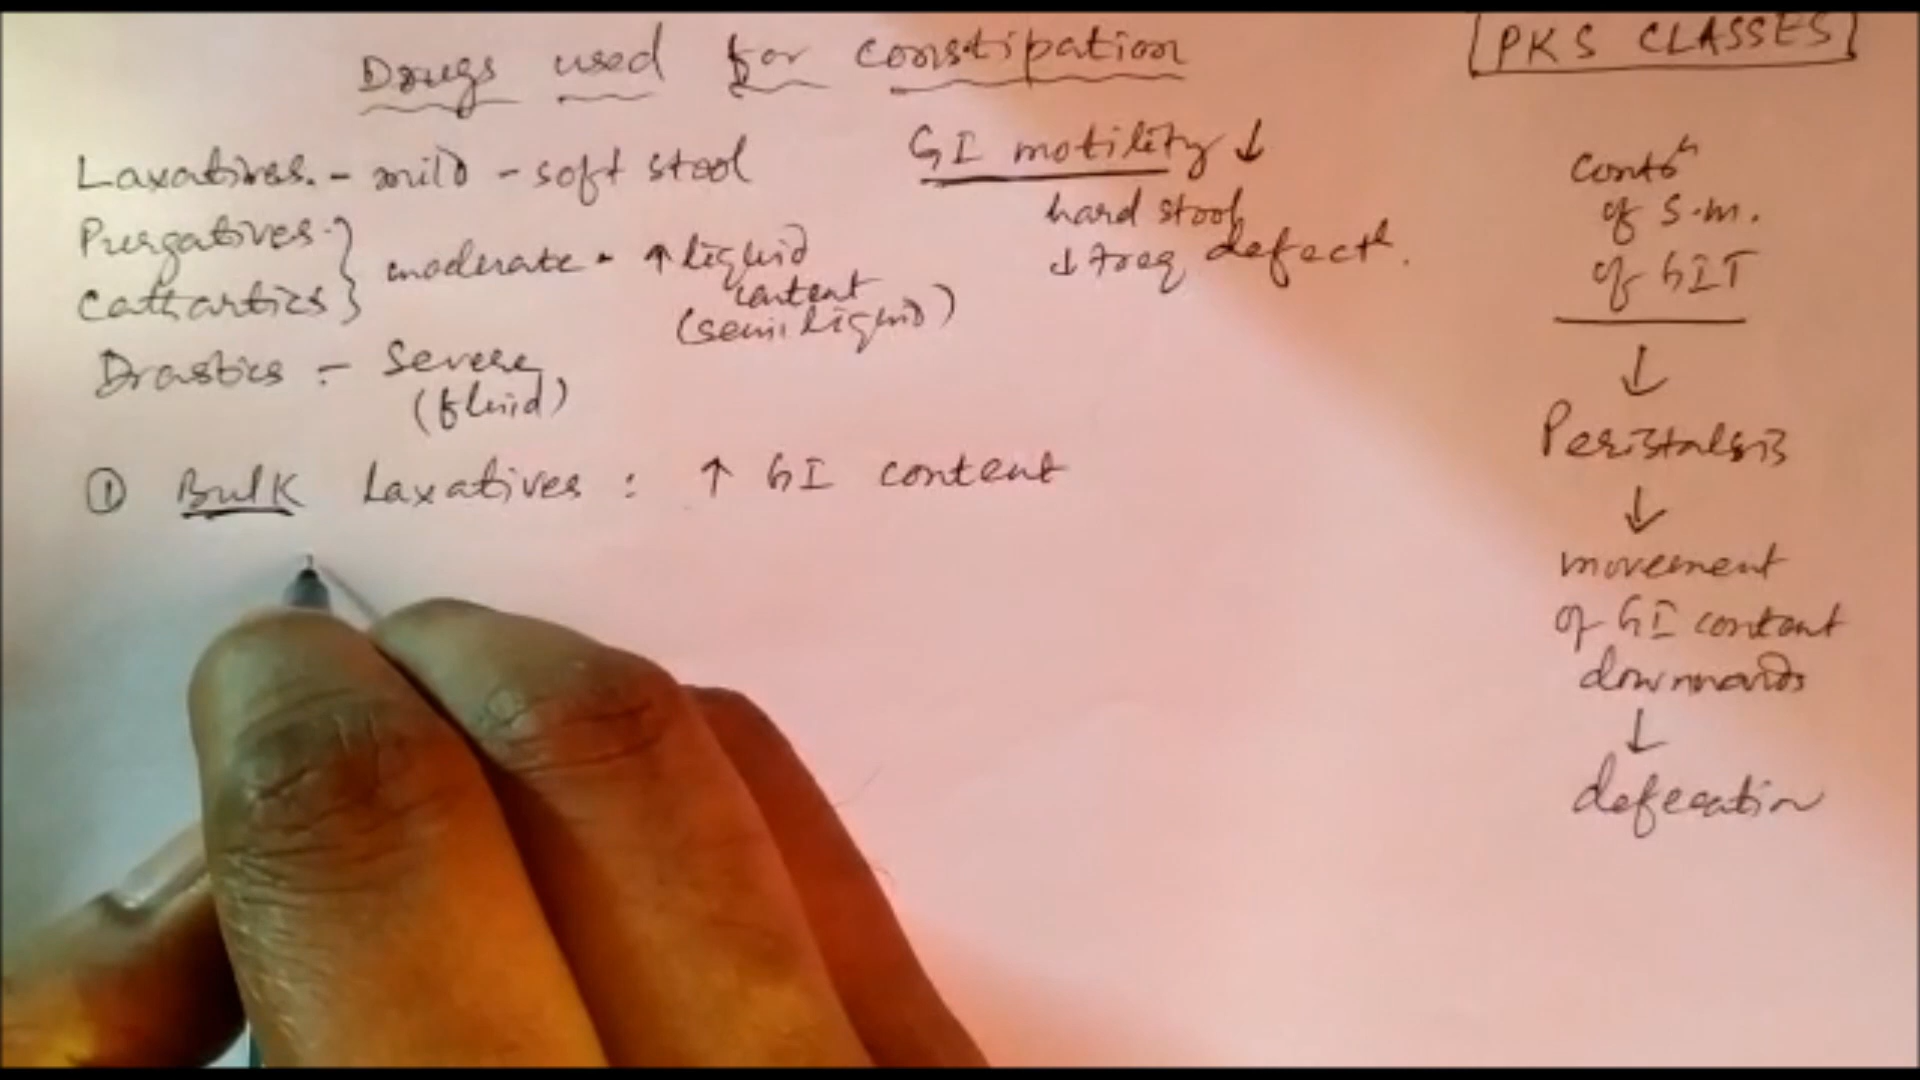 Drugs used for constipation
[PKS CLASSES]
Laxatives. - mild - soft stool
Purgatives }
Cathartics } moderate - ↑ liquid
content
(semi liquid)
Drastics :- Severe
(fluid)
GI motility ↓
hard stool
↓ freq defectⁿ.
① Bulk Laxatives : ↑ GI content
contⁿ
of S.m.
of GIT
↓
Peristalsis
↓
movement
of GI content
downwards
↓
defecation